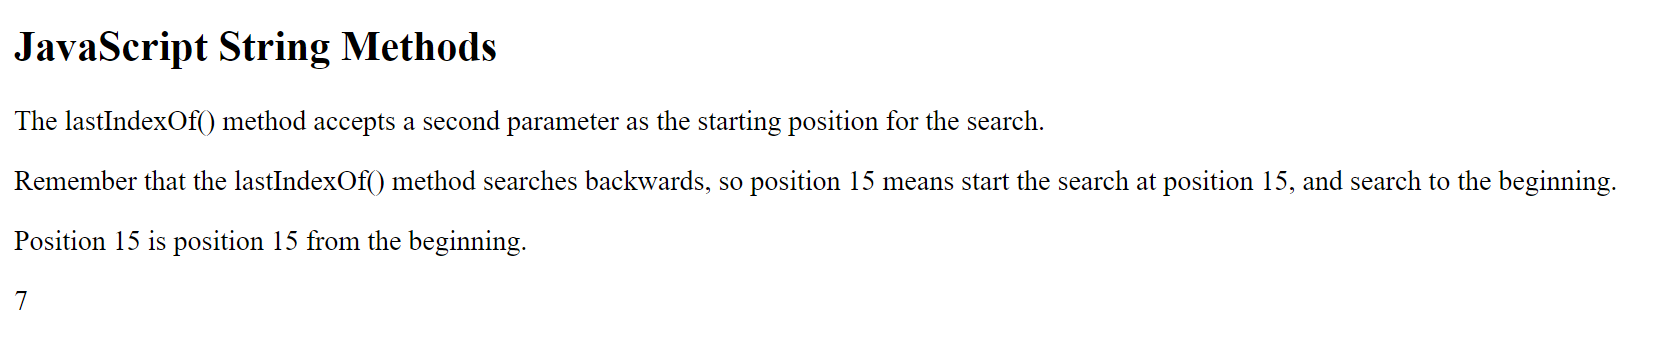 JavaScript String Methods
The lastIndexOf() method accepts a second parameter as the starting position for the search.
Remember that the lastIndexOf() method searches backwards, so position 15 means start the search at position 15, and search to the beginning.
Position 15 is position 15 from the beginning.
7